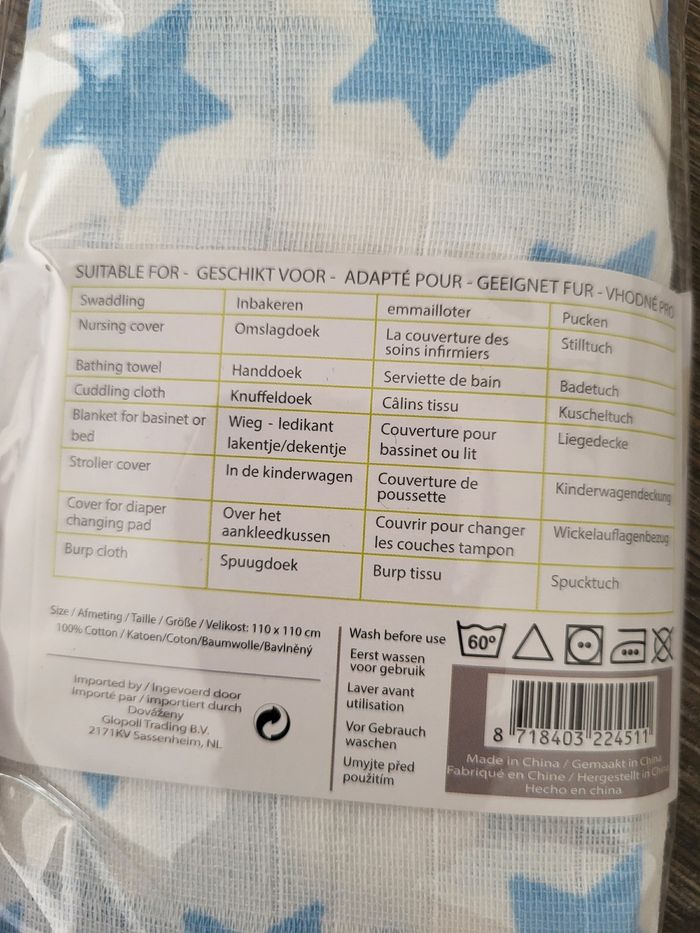 SUITABLE FOR - GESCHIKT VOOR - ADAPTÉ POUR - GEEIGNET FUR - VHODNÉ PRO
Swaddling
Inbakeren
emmailloter
Pucken
Nursing cover
Omslagdoek
La couverture des
soins infirmiers
Stilltuch
Bathing towel
Handdoek
Serviette de bain
Badetuch
Cuddling cloth
Knuffeldoek
Câlins tissu
Kuscheltuch
Blanket for basinet or
bed
Wieg - ledikant
lakentje/dekentje
Couverture pour
bassinet ou lit
Liegedecke
Stroller cover
In de kinderwagen
Couverture de
poussette
Kinderwagendeckung
Cover for diaper
changing pad
Over het
aankleedkussen
Couvrir pour changer
les couches tampon
Wickelauflagenbezug
Burp cloth
Spuugdoek
Burp tissu
Spucktuch
Size / Afmeting / Taille / Größe / Velikost: 110 x 110 cm
100% Cotton / Katoen/Coton/Baumwolle/Bavlněný
Imported by / Ingevoerd door
Importé par / importiert durch
Dováženy
Glopoli Trading B.V.
2171KV Sassenheim, NL
Wash before use
Eerst wassen
voor gebruik
Laver avant
utilisation
Vor Gebrauch
waschen
Umyjte před
použitím
60°
8 718403 224511
Made in China / Gemaakt in China
Fabriqué en Chine / Hergestellt in China
Hecho en china